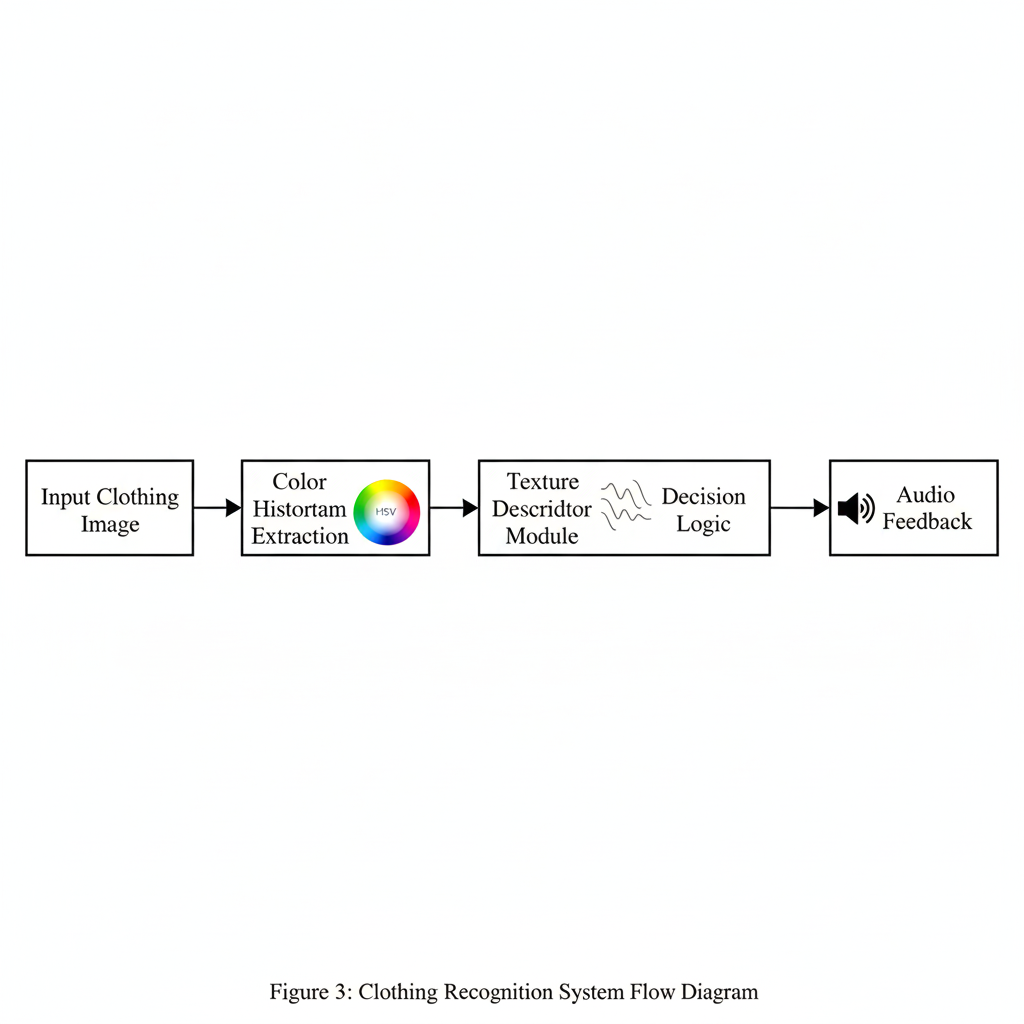 Input Clothing
Image
Color
Histortam
Extraction
HSV
Texture
Descridtor
Module
Decision
Logic
Audio
Feedback
Figure 3: Clothing Recognition System Flow Diagram